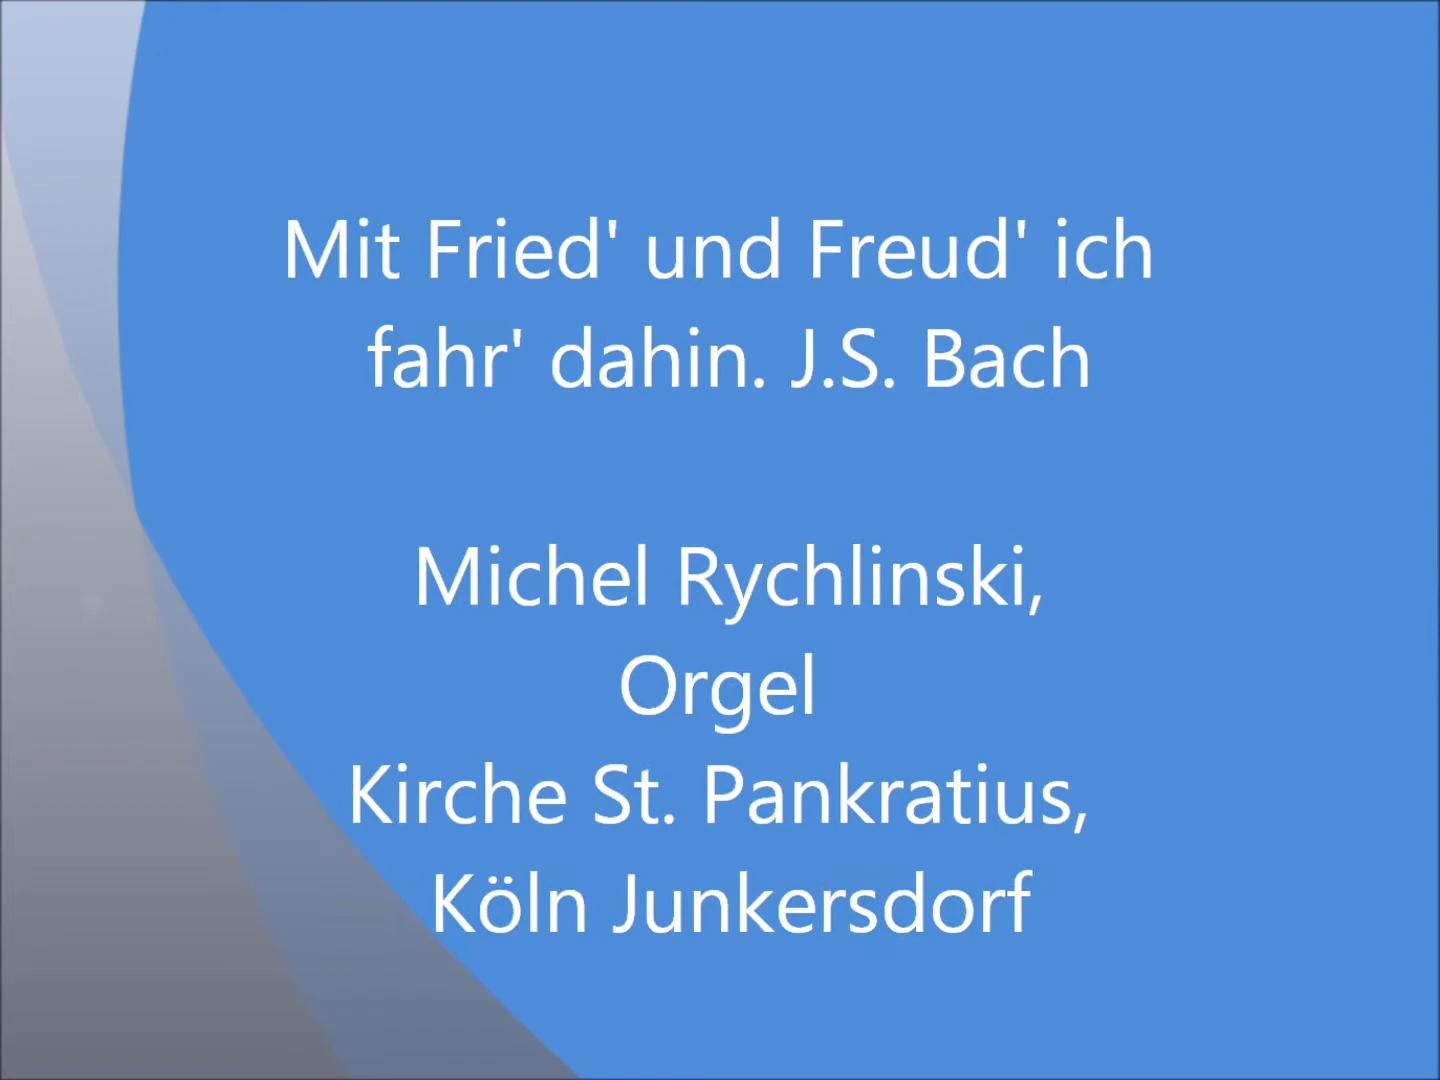 Mit Fried' und Freud' ich
fahr' dahin. J.S. Bach
Michel Rychlinski,
Orgel
Kirche St. Pankratius,
Köln Junkersdorf